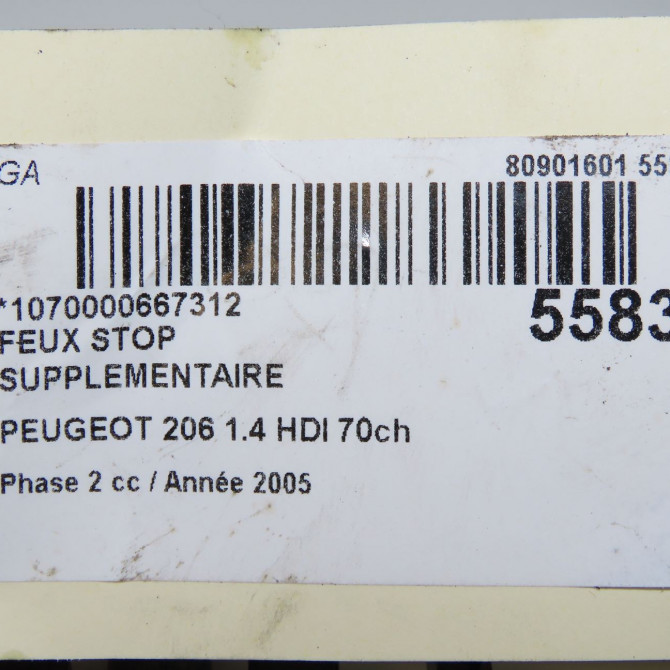 GA
80901601 55
*1070000667312
5583
FEUX STOP
SUPPLEMENTAIRE
PEUGEOT 206 1.4 HDI 70ch
Phase 2 cc / Année 2005